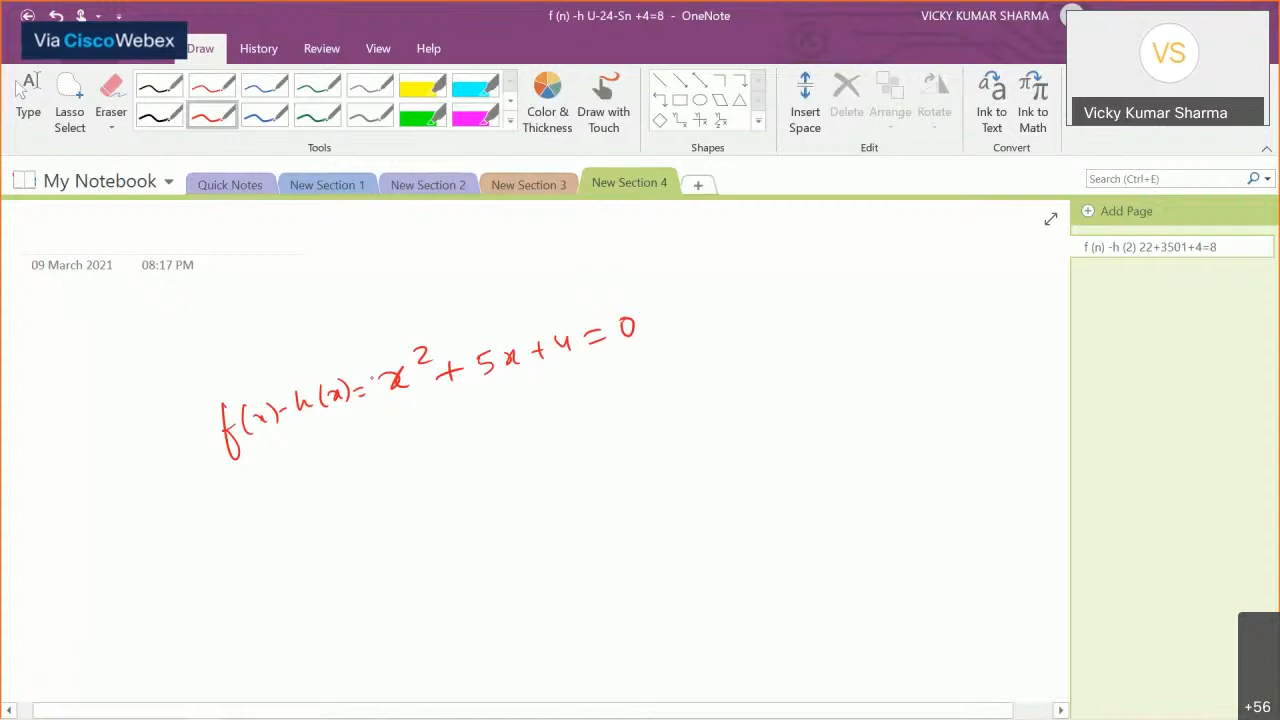 f (n) -h U-24-Sn +4=8 - OneNote
VICKY KUMAR SHARMA
Via Cisco Webex
Draw
History
Review
View
Help
VS
Vicky Kumar Sharma
Type
Lasso Select
Eraser
Color & Thickness
Draw with Touch
Insert Space
Delete
Arrange
Rotate
Ink to Text
Ink to Math
Tools
Shapes
Edit
Convert
My Notebook
Quick Notes
New Section 1
New Section 2
New Section 3
New Section 4
Search (Ctrl+E)
Add Page
f (n) -h (2) 22+3501+4=8
09 March 2021
08:17 PM
f(x)-h(x)=x²+5x+4=0
+56